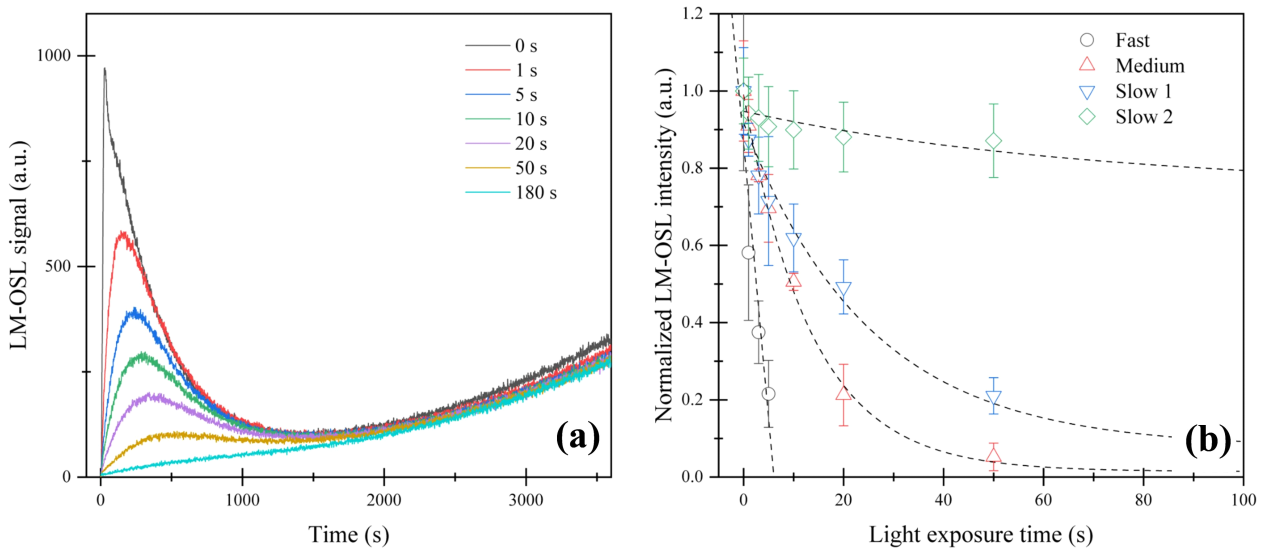 LM-OSL signal (a.u.)
1000
500
0
0
1000
2000
3000
Time (s)
0 s
1 s
5 s
10 s
20 s
50 s
180 s
(a)
Normalized LM-OSL intensity (a.u.)
1.2
1.0
0.8
0.6
0.4
0.2
0.0
0
20
40
60
80
100
Light exposure time (s)
Fast
Medium
Slow 1
Slow 2
(b)